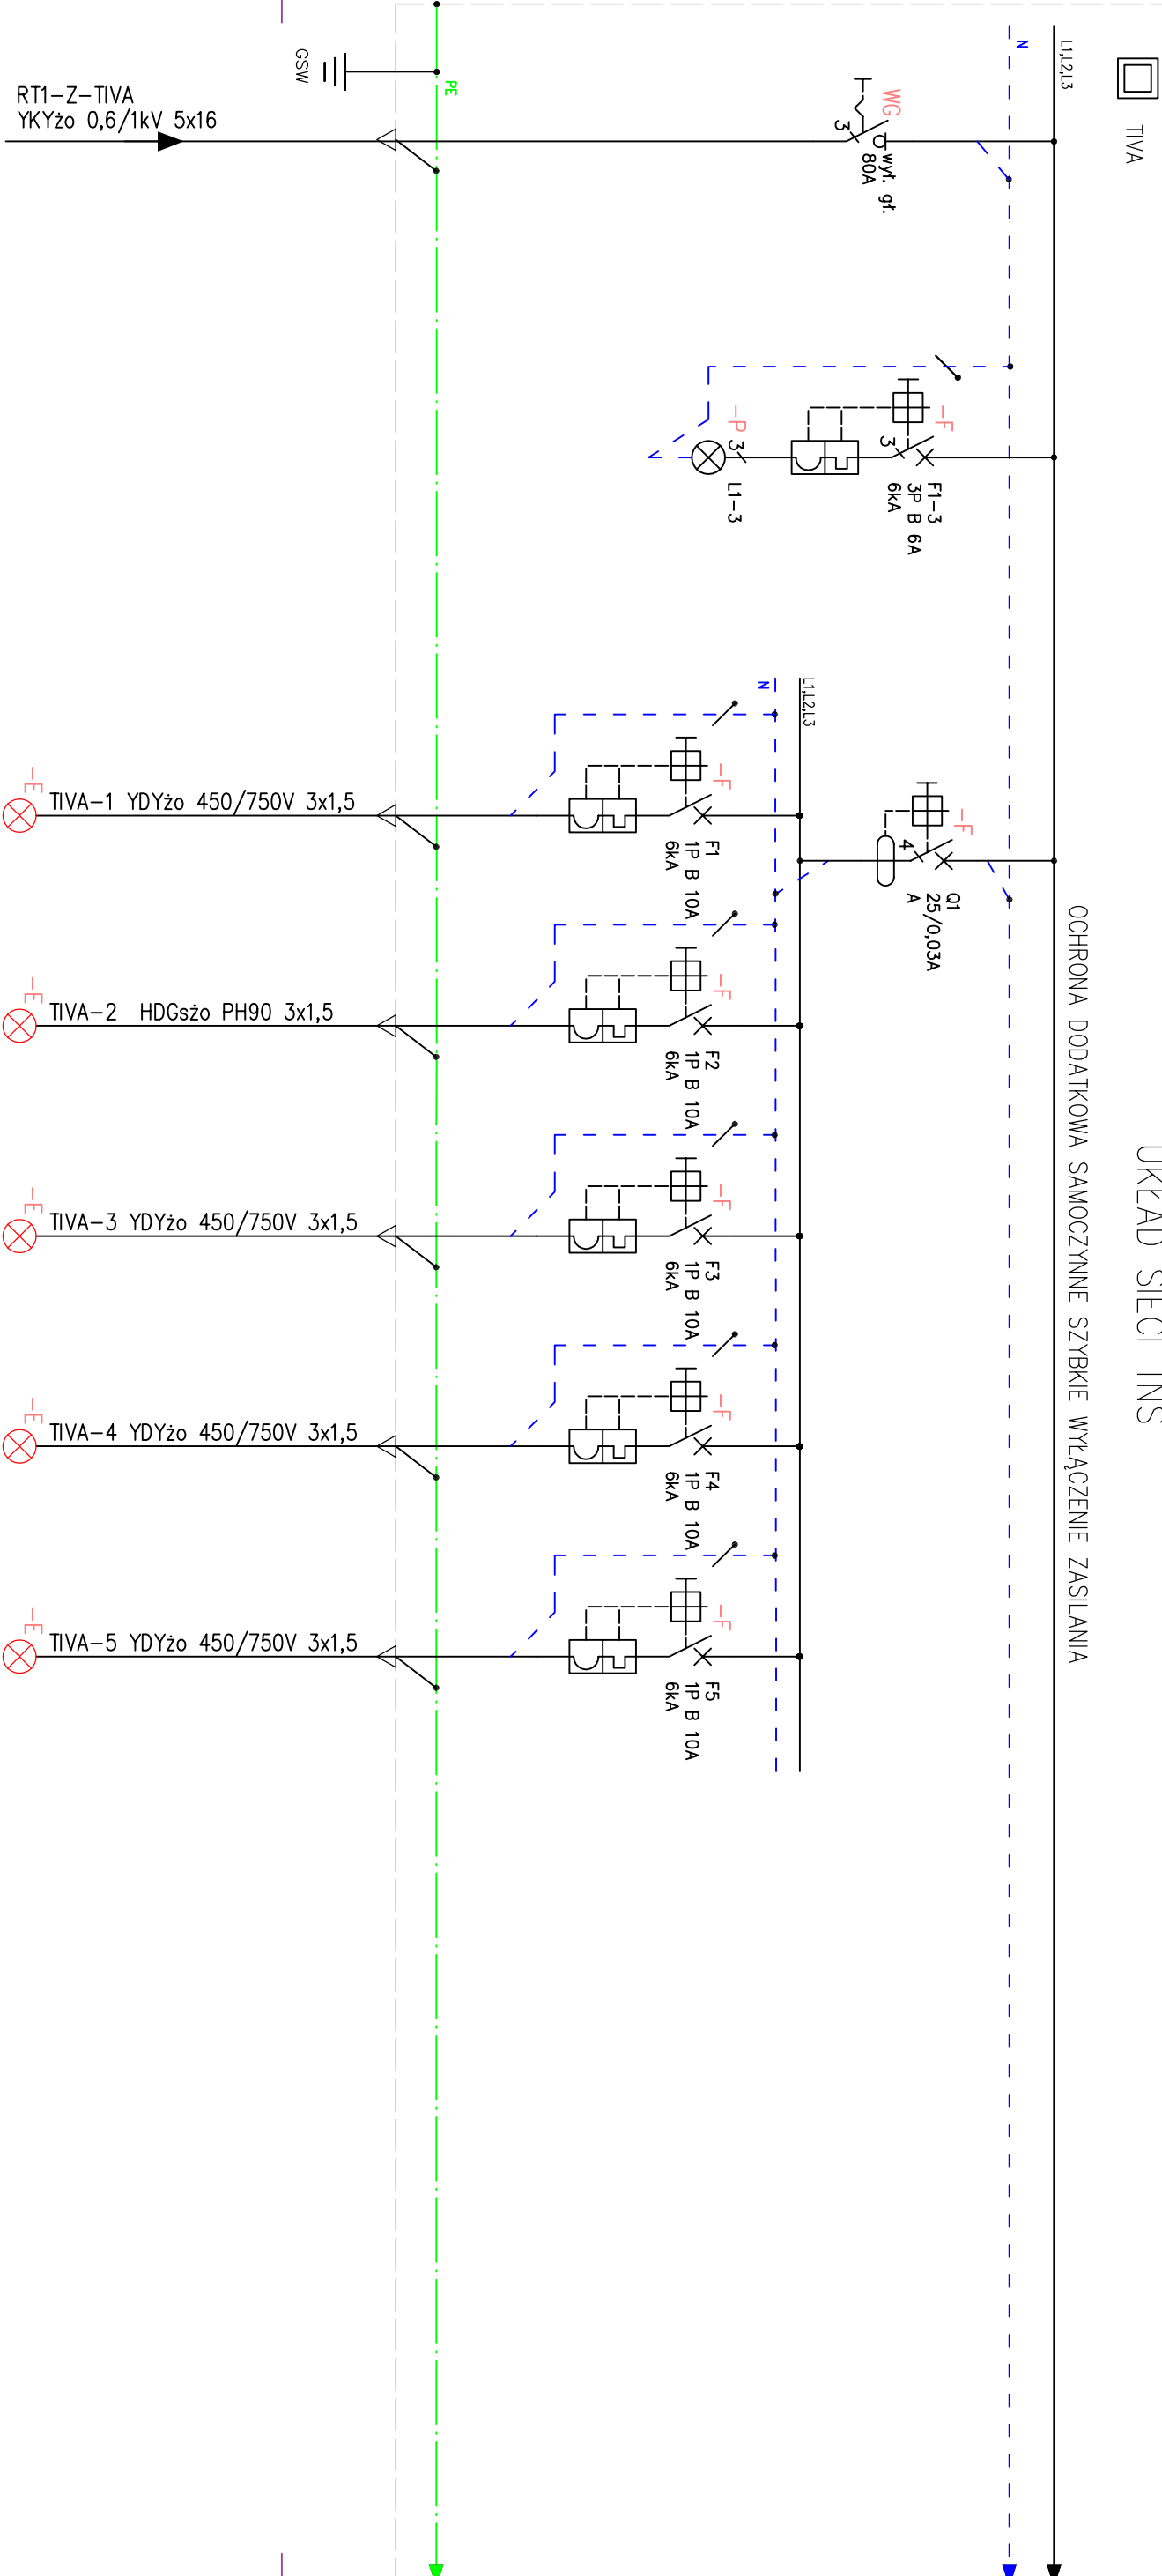 UKŁAD SIECI TNS
OCHRONA DODATKOWA SAMOCZYNNE SZYBKIE WYŁĄCZENIE ZASILANIA
TIVA
L1,L2,L3
N
PE
GSW
RT1-Z-TIVA
YKYżo 0,6/1kV 5x16
WG
3
wył. gł.
80A
-F
3
F1-3
3P B 6A
6kA
-P
3
L1-3
-F
4
Q1
25/0,03A
A
L1,L2,L3
N
-F
F1
1P B 10A
6kA
-F
F2
1P B 10A
6kA
-F
F3
1P B 10A
6kA
-F
F4
1P B 10A
6kA
-F
F5
1P B 10A
6kA
-E
TIVA-1 YDYżo 450/750V 3x1,5
-E
TIVA-2 HDGsżo PH90 3x1,5
-E
TIVA-3 YDYżo 450/750V 3x1,5
-E
TIVA-4 YDYżo 450/750V 3x1,5
-E
TIVA-5 YDYżo 450/750V 3x1,5